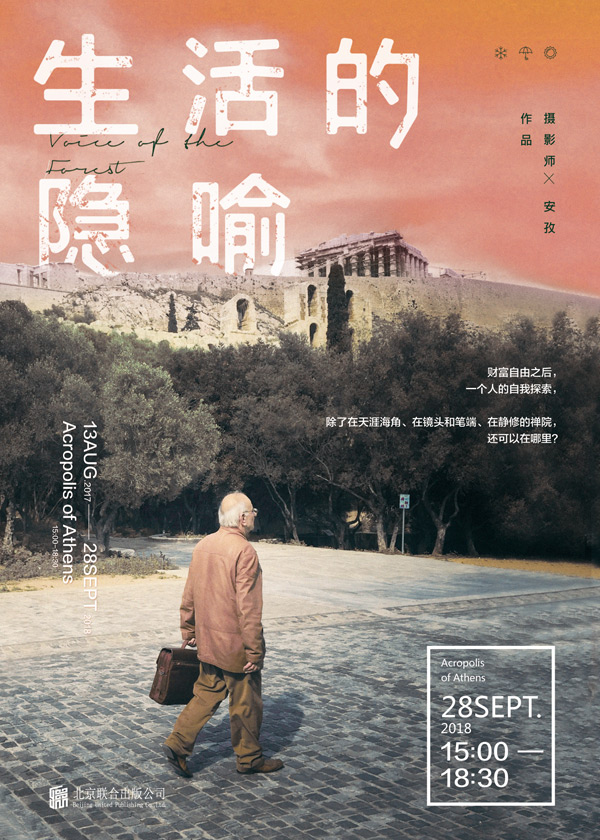 生活的
隐喻
Voice of the
Forest
摄影师×安孜
作品
财富自由之后，
一个人的自我探索，
除了在天涯海角、在镜头和笔端、在静修的禅院，
还可以在哪里？
13AUG.2017——28SEPT.2018
Acropolis of Athens
15:00-18:30
Acropolis
of Athens
28SEPT.
2018
15:00 —
18:30
北京联合出版公司
Beijing United Publishing Co.,Ltd.